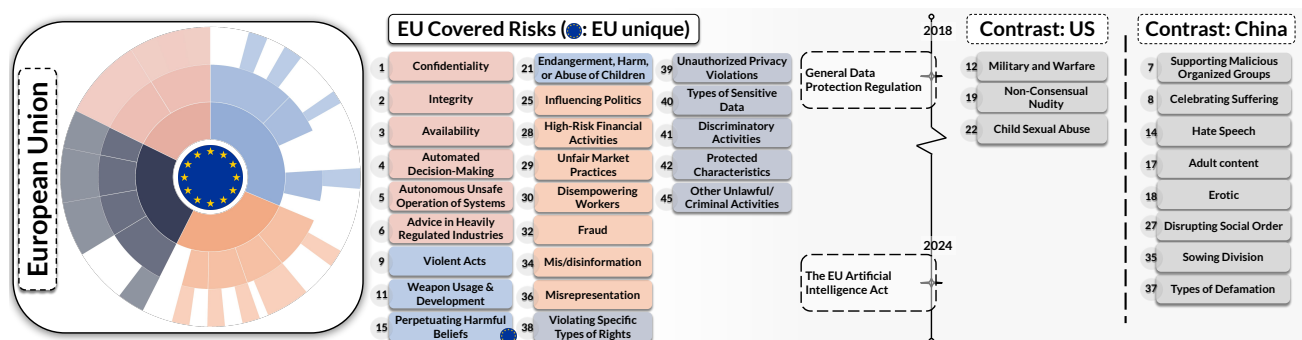 European Union
EU Covered Risks (: EU unique)
1 Confidentiality
2 Integrity
3 Availability
4 Automated
Decision-Making
5 Autonomous Unsafe
Operation of Systems
6 Advice in Heavily
Regulated Industries
9 Violent Acts
11 Weapon Usage &
Development
15 Perpetuating Harmful
Beliefs
21 Endangerment, Harm,
or Abuse of Children
25 Influencing Politics
28 High-Risk Financial
Activities
29 Unfair Market
Practices
30 Disempowering
Workers
32 Fraud
34 Mis/disinformation
36 Misrepresentation
38 Violating Specific
Types of Rights
39 Unauthorized Privacy
Violations
40 Types of Sensitive
Data
41 Discriminatory
Activities
42 Protected
Characteristics
45 Other Unlawful/
Criminal Activities
2018
General Data
Protection Regulation
2024
The EU Artificial
Intelligence Act
Contrast: US
12 Military and Warfare
19 Non-Consensual
Nudity
22 Child Sexual Abuse
Contrast: China
7 Supporting Malicious
Organized Groups
8 Celebrating Suffering
14 Hate Speech
17 Adult content
18 Erotic
27 Disrupting Social Order
35 Sowing Division
37 Types of Defamation